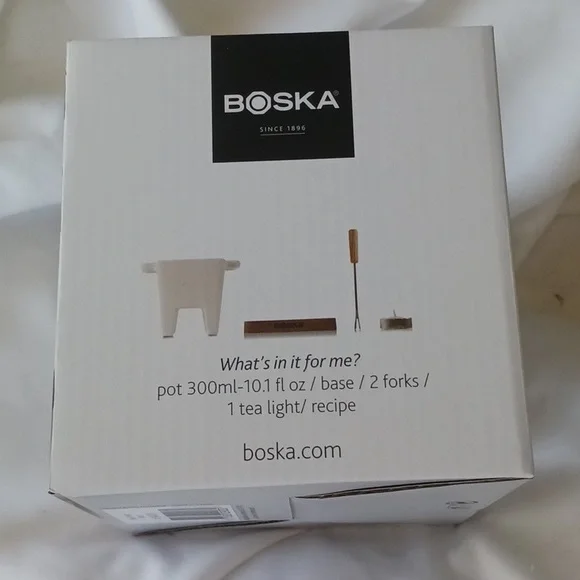 BOSKA®
SINCE 1896
What's in it for me?
pot 300ml-10.1 fl oz / base / 2 forks /
1 tea light/ recipe
boska.com